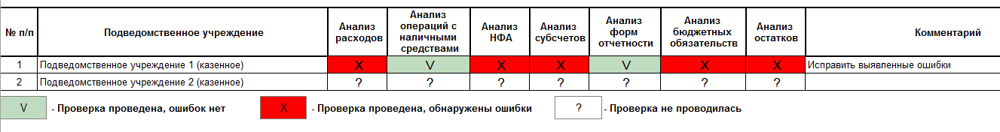 № п/п
Подведомственное учреждение
Анализ
расходов
Анализ
операций с
наличными
средствами
Анализ
НФА
Анализ
субсчетов
Анализ
форм
отчетности
Анализ
бюджетных
обязательств
Анализ
остатков
Комментарий
1 Подведомственное учреждение 1 (казенное) X V X X V X X Исправить выявленные ошибки
2 Подведомственное учреждение 2 (казенное) ? ? ? ? ? ? ?
V - Проверка проведена, ошибок нет X - Проверка проведена, обнаружены ошибки ? - Проверка не проводилась